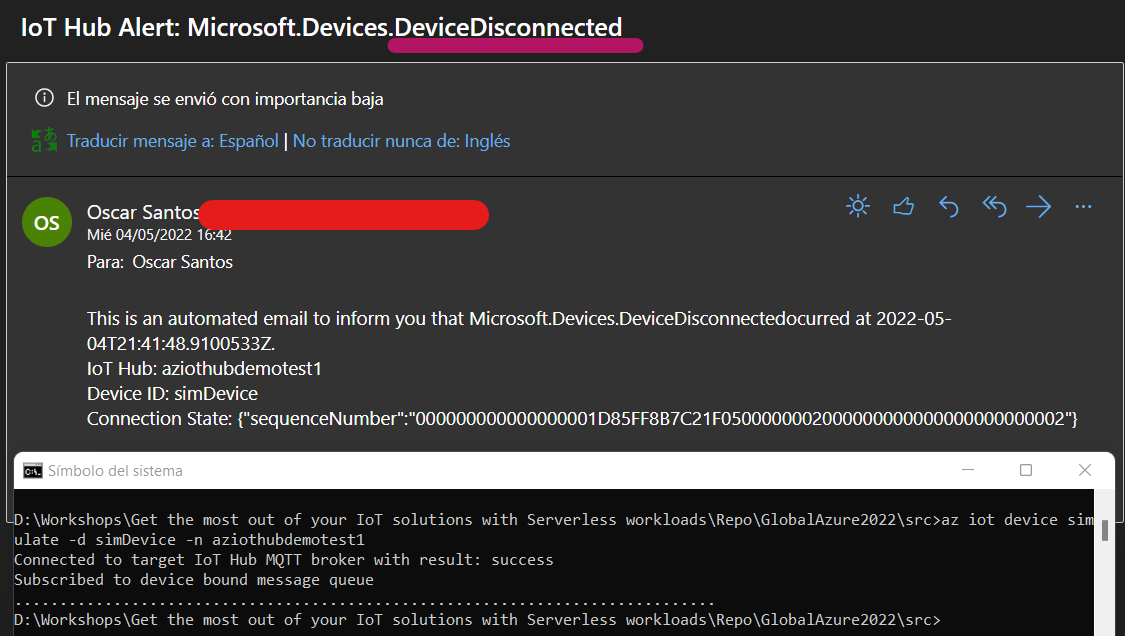 IoT Hub Alert: Microsoft.Devices.DeviceDisconnected
El mensaje se envió con importancia baja
Traducir mensaje a: Español | No traducir nunca de: Inglés
OS
Oscar Santos
Mié 04/05/2022 16:42
Para: Oscar Santos
This is an automated email to inform you that Microsoft.Devices.DeviceDisconnectedocurred at 2022-05-
04T21:41:48.9100533Z.
IoT Hub: aziothubdemotest1
Device ID: simDevice
Connection State: {"sequenceNumber":"000000000000000001D85FF8B7C21F0500000002000000000000000000000002"}
Símbolo del sistema
D:\Workshops\Get the most out of your IoT solutions with Serverless workloads\Repo\GlobalAzure2022\src>az iot device sim
ulate -d simDevice -n aziothubdemotest1
Connected to target IoT Hub MQTT broker with result: success
Subscribed to device bound message queue
..............................................................................
D:\Workshops\Get the most out of your IoT solutions with Serverless workloads\Repo\GlobalAzure2022\src>